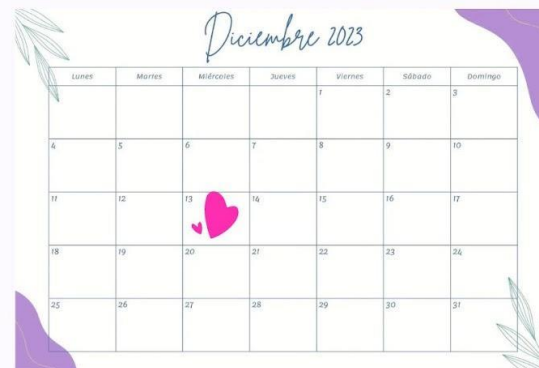 Diciembre 2023
Lunes Martes Miércoles Jueves Viernes Sábado Domingo
1 2 3
4 5 6 7 8 9 10
11 12 13 14 15 16 17
18 19 20 21 22 23 24
25 26 27 28 29 30 31